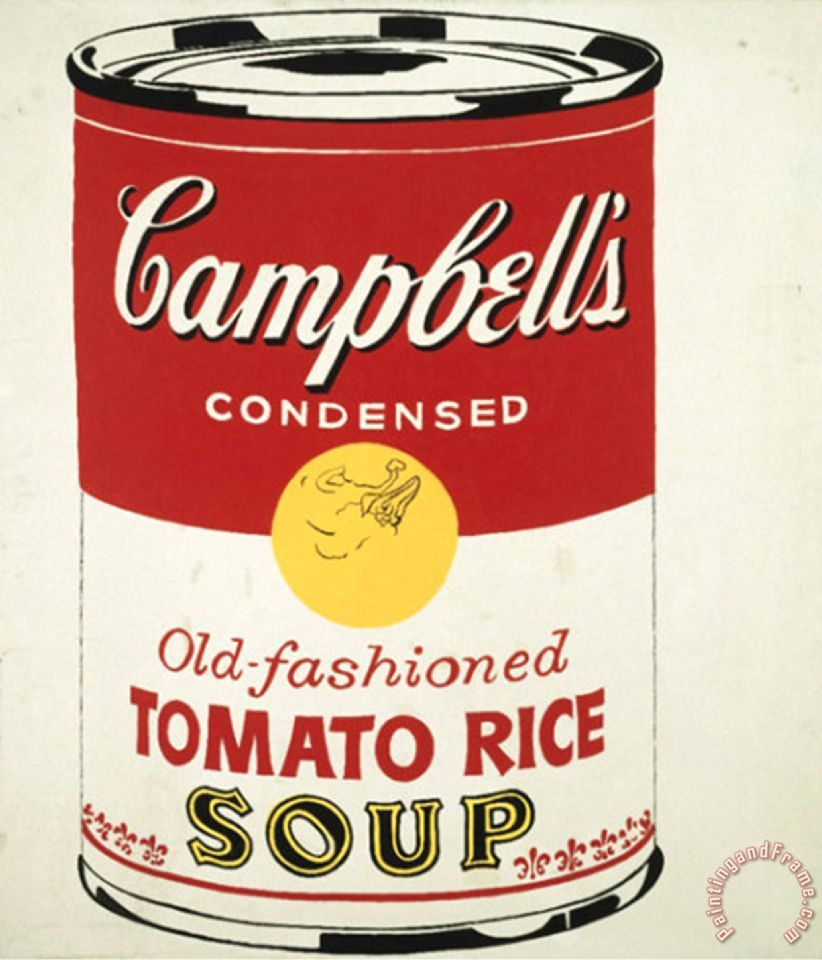 Campbell's
CONDENSED
Old-fashioned
TOMATO RICE
SOUP
PaintingandFrame.com